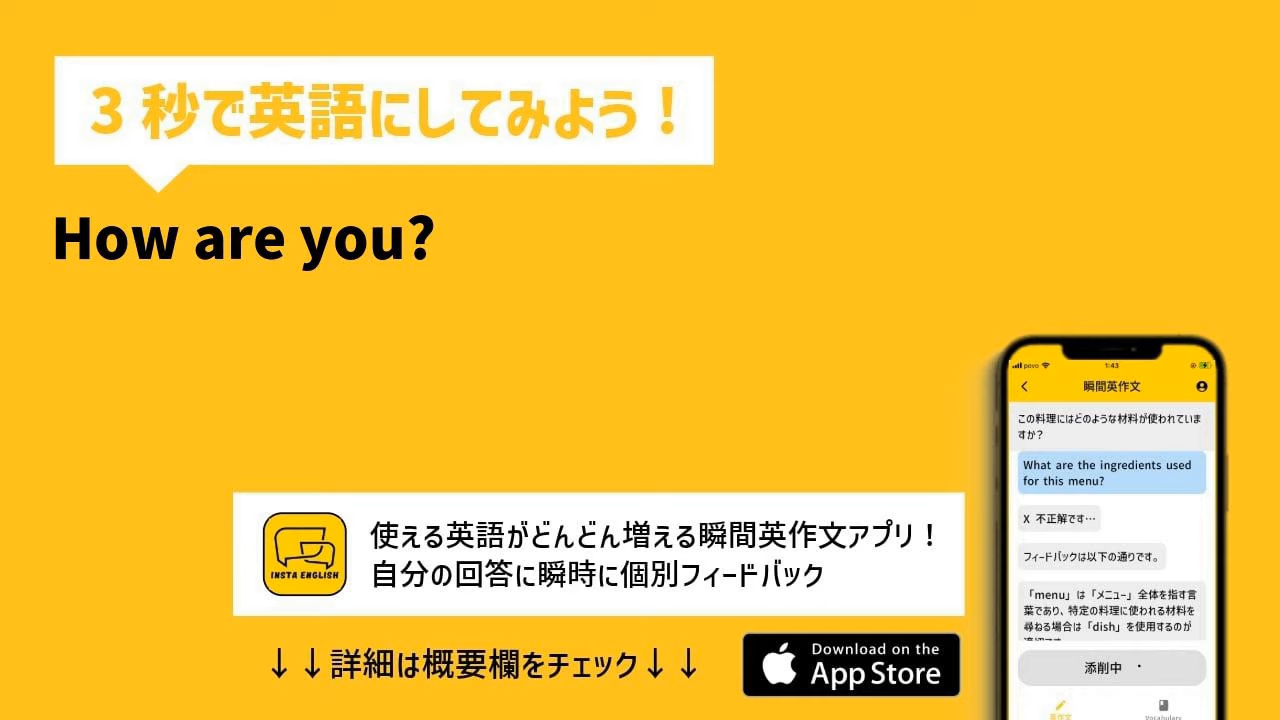 3秒で英語にしてみよう！
How are you?
povo 1:43
瞬間英作文
この料理にはどのような材料が使われていま
すか？
What are the ingredients used
for this menu?
X 不正解です…
フィードバックは以下の通りです。
「menu」は「メニュー」全体を指す言
葉であり、特定の料理に使われる材料を
尋ねる場合は「dish」を使用するのが
添削中
英作文 Vocabulary
INSTA ENGLISH
使える英語がどんどん増える瞬間英作文アプリ！
自分の回答に瞬時に個別フィードバック
↓↓詳細は概要欄をチェック↓↓
Download on the
App Store